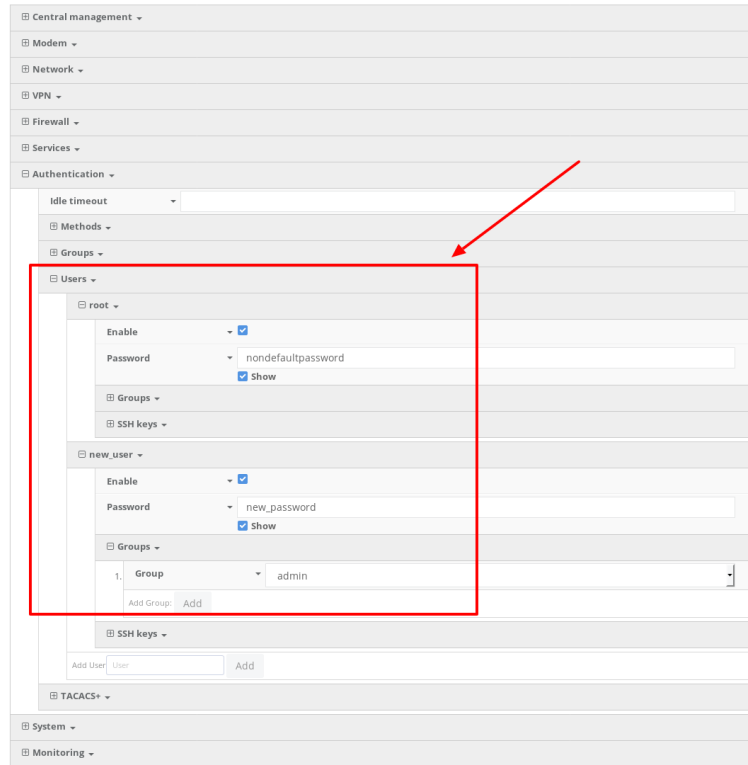 Central management
Modem
Network
VPN
Firewall
Services
Authentication
Idle timeout
Methods
Groups
Users
root
Enable
Password nondefaultpassword
Show
Groups
SSH keys
new_user
Enable
Password new_password
Show
Groups
1. Group admin
Add Group: Add
SSH keys
Add User User Add
TACACS+
System
Monitoring